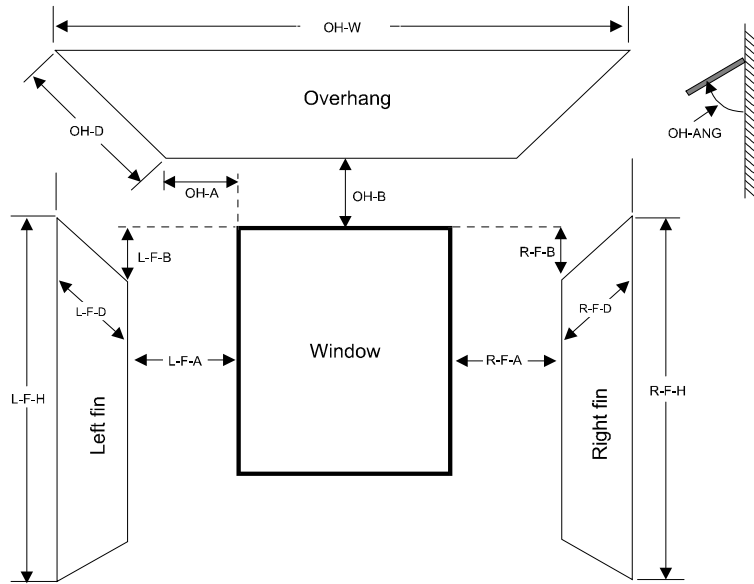 OH-W
Overhang
OH-D
OH-ANG
OH-A
OH-B
L-F-B
R-F-B
L-F-D
R-F-D
Window
L-F-A
R-F-A
L-F-H
R-F-H
Left fin
Right fin